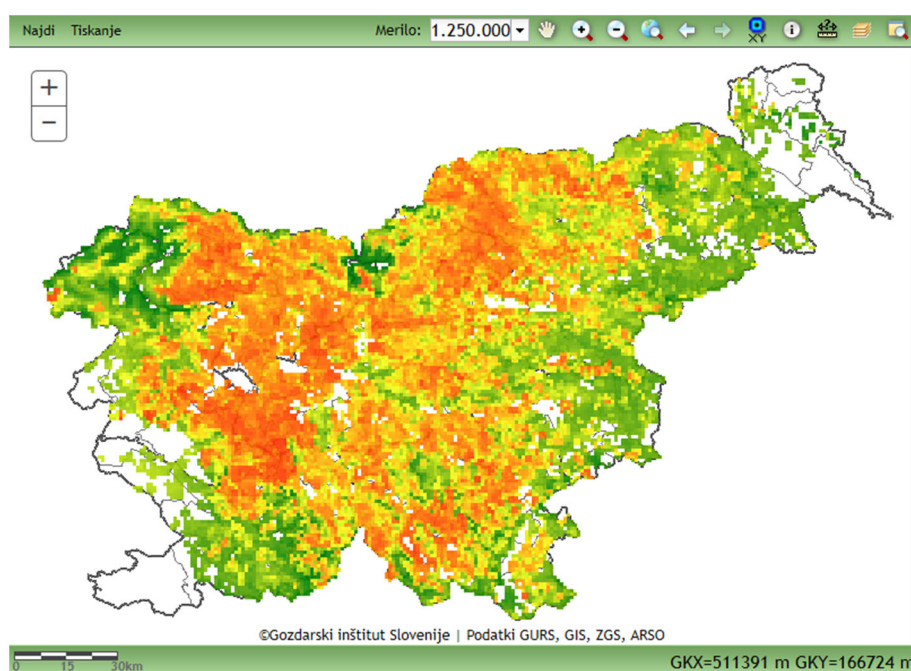 Najdi Tiskanje Merilo: 1.250.000 XY
+
−
©Gozdarski inštitut Slovenije | Podatki GURS, GIS, ZGS, ARSO
0 15 30km GKX=511391 m GKY=166724 m